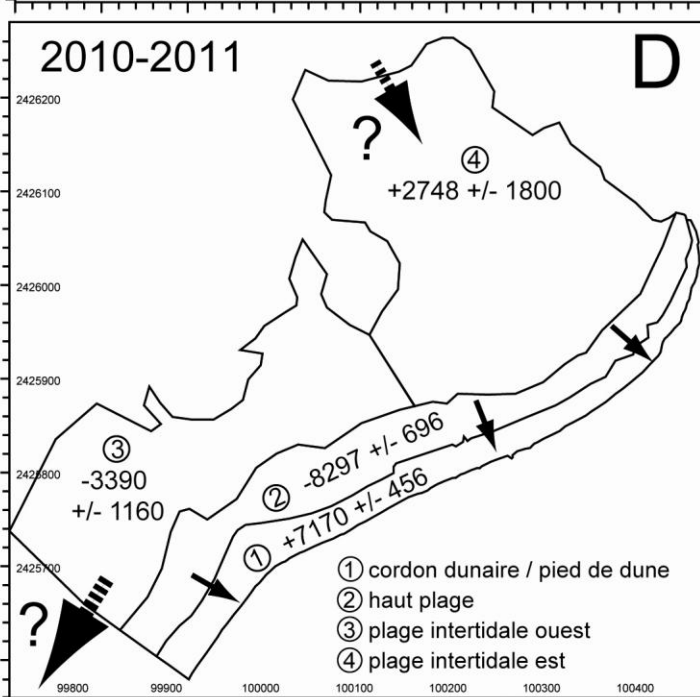 2010-2011
D
2426200
?
④
+2748 +/- 1800
2426100
2426000
2425900
③
-3390
+/- 1160
2425800
② -8297 +/- 696
① +7170 +/- 456
2425700
?
① cordon dunaire / pied de dune
② haut plage
③ plage intertidale ouest
④ plage intertidale est
99800 99900 100000 100100 100200 100300 100400